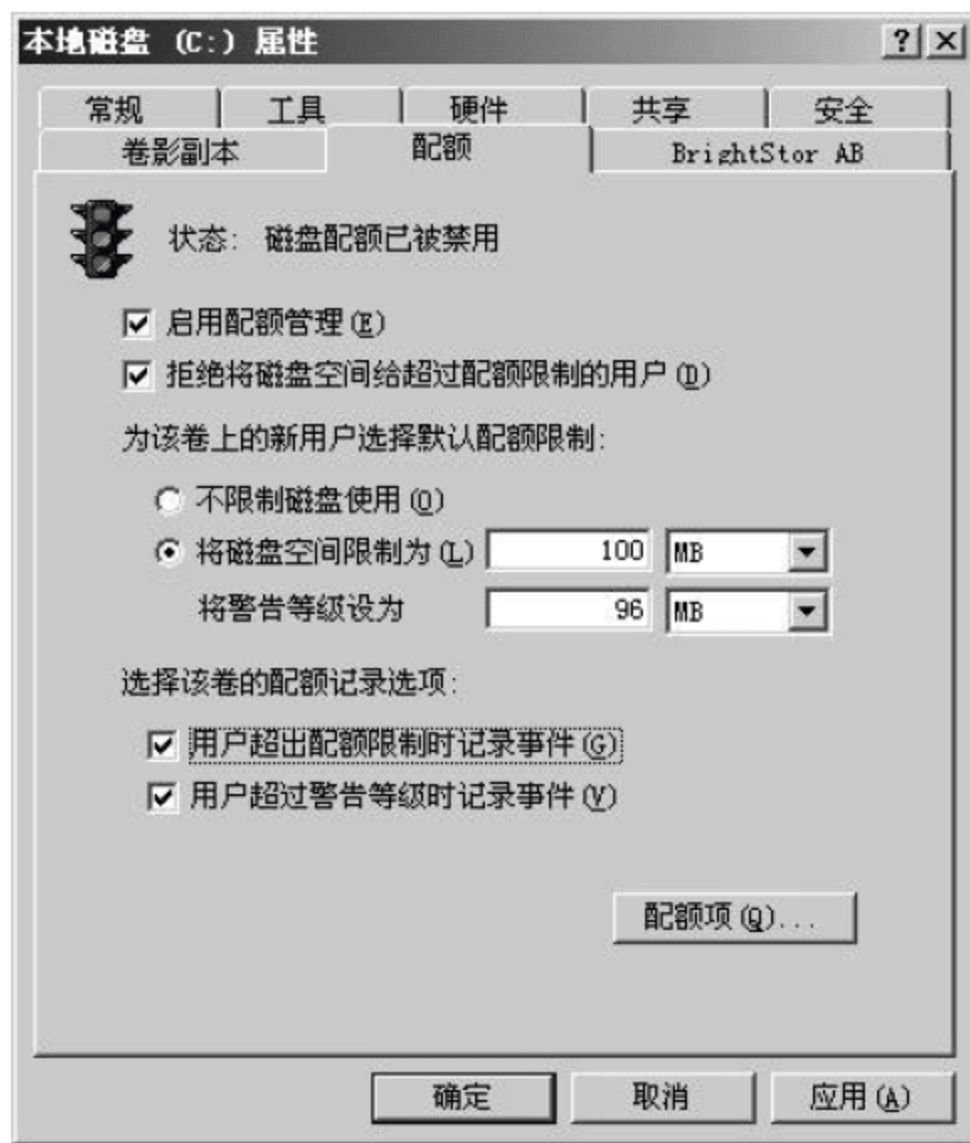 本地磁盘 (C:) 属性
常规 工具 硬件 共享 安全
卷影副本 配额 BrightStor AB
状态: 磁盘配额已被禁用
启用配额管理(E)
拒绝将磁盘空间给超过配额限制的用户(D)
为该卷上的新用户选择默认配额限制:
不限制磁盘使用(O)
将磁盘空间限制为(L) 100 MB
将警告等级设为 96 MB
选择该卷的配额记录选项:
用户超出配额限制时记录事件(G)
用户超过警告等级时记录事件(V)
配额项(Q)...
确定 取消 应用(A)